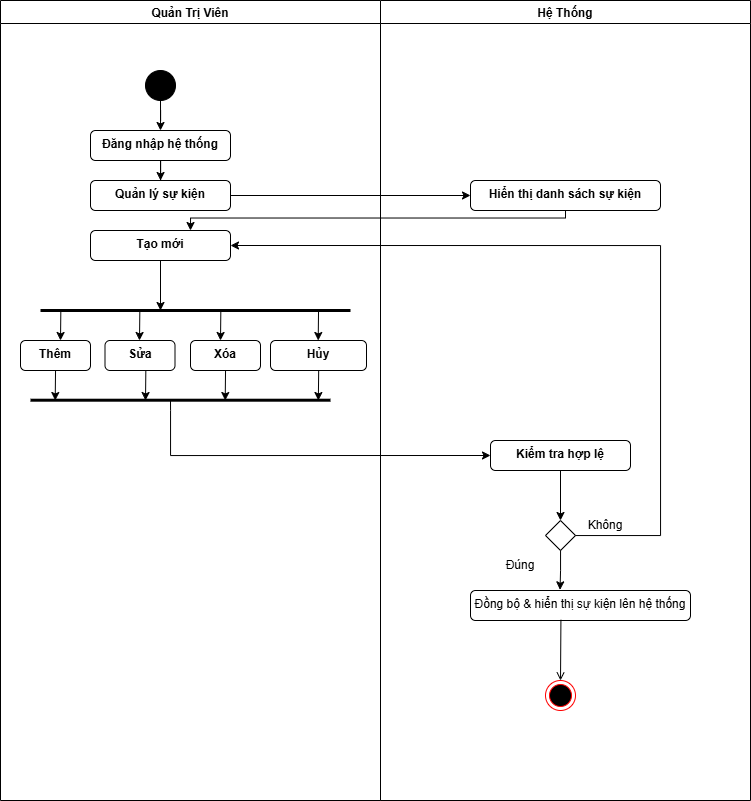 Quản Trị Viên
Hệ Thống
Đăng nhập hệ thống
Quản lý sự kiện
Hiển thị danh sách sự kiện
Tạo mới
Thêm
Sửa
Xóa
Hủy
Kiểm tra hợp lệ
Không
Đúng
Đồng bộ & hiển thị sự kiện lên hệ thống